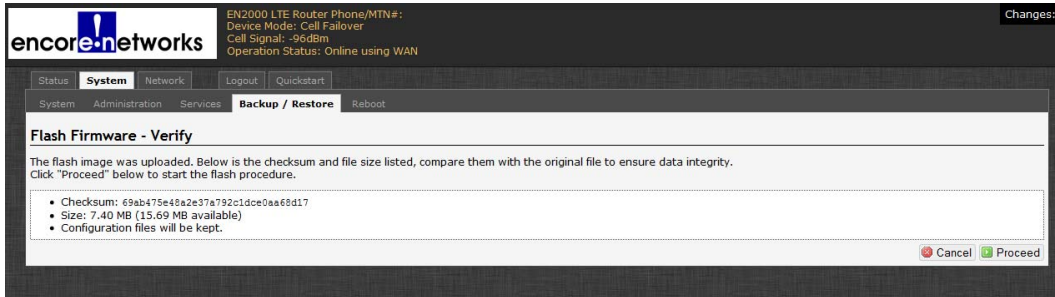 EN2000 LTE Router Phone/MTN#:
Changes:
Device Mode: Cell Failover
Cell Signal: -96dBm
encore networks
Operation Status: Online using WAN
Status System Network Logout Quickstart
System Administration Services Backup / Restore Reboot
Flash Firmware - Verify
The flash image was uploaded. Below is the checksum and file size listed, compare them with the original file to ensure data integrity.
Click "Proceed" below to start the flash procedure.
• Checksum: 69ab475e48a2e37a792c1dce0aa68d17
• Size: 7.40 MB (15.69 MB available)
• Configuration files will be kept.
Cancel Proceed